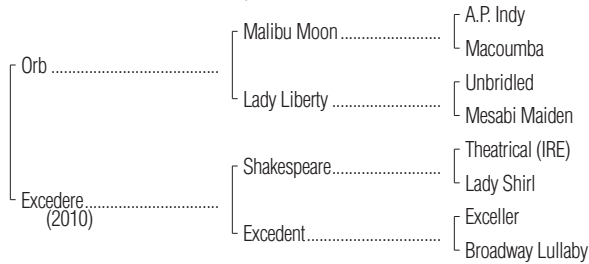 A.P. Indy
Malibu Moon ....................
Macoumba
Orb ..................................
Unbridled
Lady Liberty ......................
Mesabi Maiden
Theatrical (IRE)
Shakespeare......................
Lady Shirl
Excedere...........................
(2010)
Exceller
Excedent...........................
Broadway Lullaby